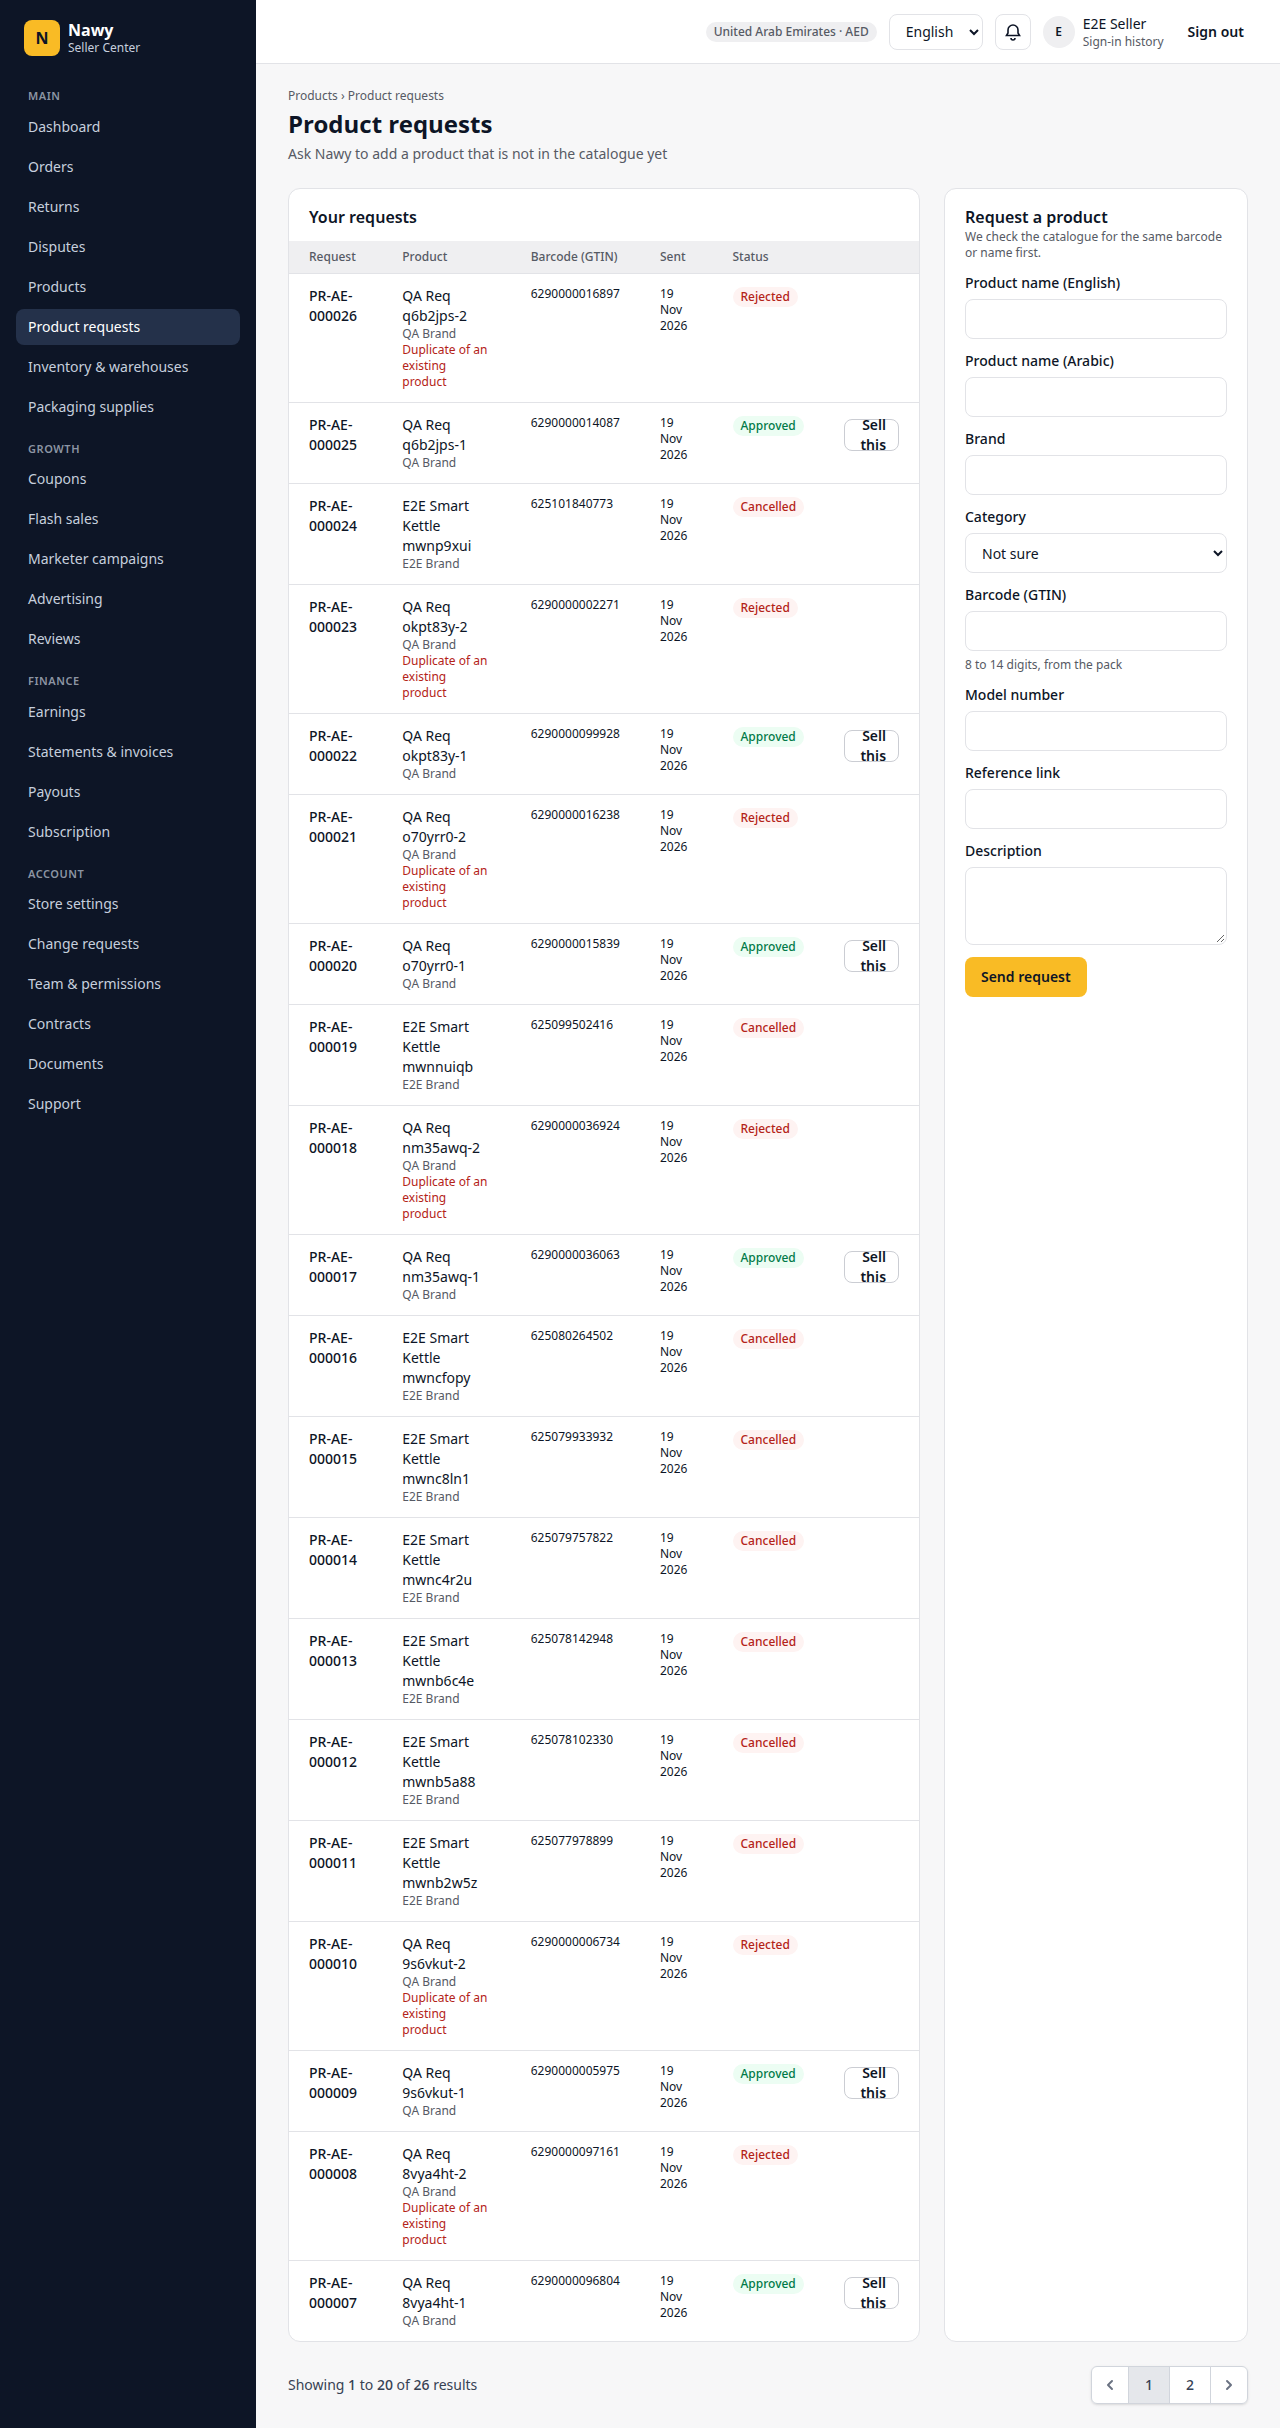 N
Nawy
Seller Center
MAIN
Dashboard
Orders
Returns
Disputes
Products
Product requests
Inventory & warehouses
Packaging supplies
GROWTH
Coupons
Flash sales
Marketer campaigns
Advertising
Reviews
FINANCE
Earnings
Statements & invoices
Payouts
Subscription
ACCOUNT
Store settings
Change requests
Team & permissions
Contracts
Documents
Support
United Arab Emirates · AED
English
E
E2E Seller
Sign-in history
Sign out
Products › Product requests
Product requests
Ask Nawy to add a product that is not in the catalogue yet
Your requests
Request Product Barcode (GTIN) Sent Status
PR-AE-000026 QA Req q6b2jps-2 QA Brand Duplicate of an existing product 6290000016897 19 Nov 2026 Rejected
PR-AE-000025 QA Req q6b2jps-1 QA Brand 6290000014087 19 Nov 2026 Approved Sell this
PR-AE-000024 E2E Smart Kettle mwnp9xui E2E Brand 625101840773 19 Nov 2026 Cancelled
PR-AE-000023 QA Req okpt83y-2 QA Brand Duplicate of an existing product 6290000002271 19 Nov 2026 Rejected
PR-AE-000022 QA Req okpt83y-1 QA Brand 6290000099928 19 Nov 2026 Approved Sell this
PR-AE-000021 QA Req o70yrr0-2 QA Brand Duplicate of an existing product 6290000016238 19 Nov 2026 Rejected
PR-AE-000020 QA Req o70yrr0-1 QA Brand 6290000015839 19 Nov 2026 Approved Sell this
PR-AE-000019 E2E Smart Kettle mwnnuiqb E2E Brand 625099502416 19 Nov 2026 Cancelled
PR-AE-000018 QA Req nm35awq-2 QA Brand Duplicate of an existing product 6290000036924 19 Nov 2026 Rejected
PR-AE-000017 QA Req nm35awq-1 QA Brand 6290000036063 19 Nov 2026 Approved Sell this
PR-AE-000016 E2E Smart Kettle mwncfopy E2E Brand 625080264502 19 Nov 2026 Cancelled
PR-AE-000015 E2E Smart Kettle mwnc8ln1 E2E Brand 625079933932 19 Nov 2026 Cancelled
PR-AE-000014 E2E Smart Kettle mwnc4r2u E2E Brand 625079757822 19 Nov 2026 Cancelled
PR-AE-000013 E2E Smart Kettle mwnb6c4e E2E Brand 625078142948 19 Nov 2026 Cancelled
PR-AE-000012 E2E Smart Kettle mwnb5a88 E2E Brand 625078102330 19 Nov 2026 Cancelled
PR-AE-000011 E2E Smart Kettle mwnb2w5z E2E Brand 625077978899 19 Nov 2026 Cancelled
PR-AE-000010 QA Req 9s6vkut-2 QA Brand Duplicate of an existing product 6290000006734 19 Nov 2026 Rejected
PR-AE-000009 QA Req 9s6vkut-1 QA Brand 6290000005975 19 Nov 2026 Approved Sell this
PR-AE-000008 QA Req 8vya4ht-2 QA Brand Duplicate of an existing product 6290000097161 19 Nov 2026 Rejected
PR-AE-000007 QA Req 8vya4ht-1 QA Brand 6290000096804 19 Nov 2026 Approved Sell this
Request a product
We check the catalogue for the same barcode
or name first.
Product name (English)
Product name (Arabic)
Brand
Category
Not sure
Barcode (GTIN)
8 to 14 digits, from the pack
Model number
Reference link
Description
Send request
Showing 1 to 20 of 26 results
1 2